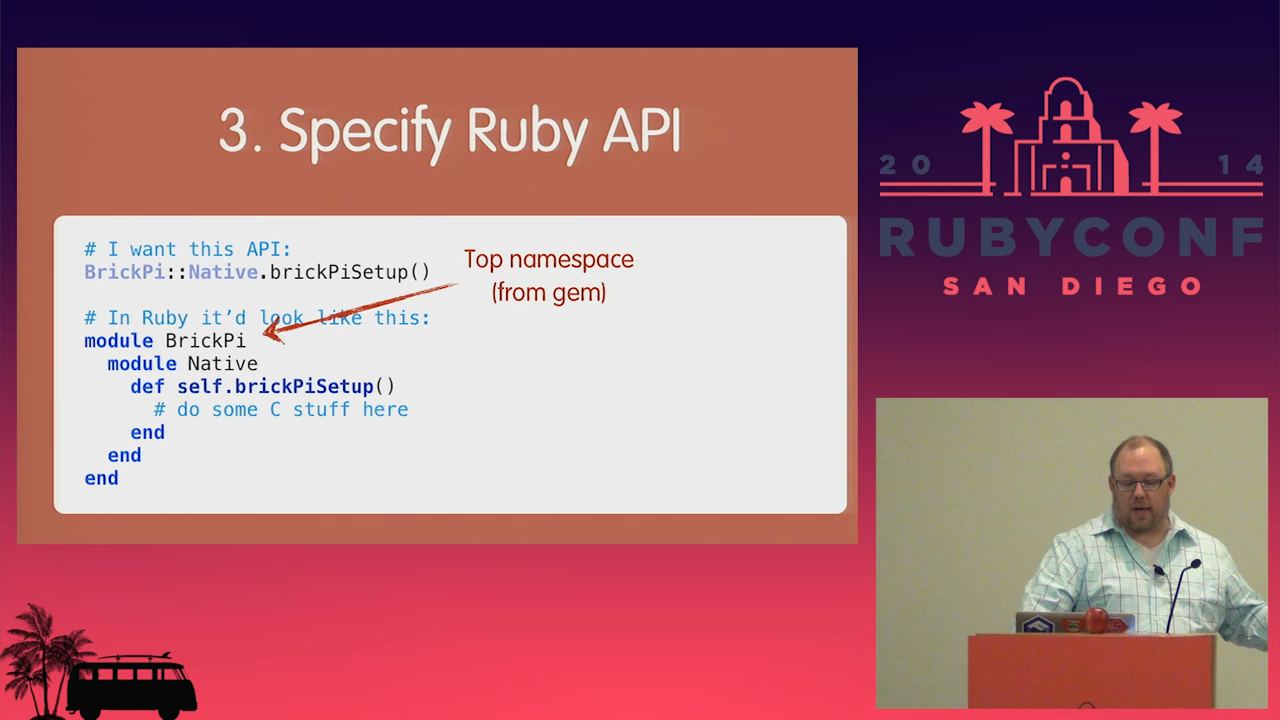 3. Specify Ruby API
# I want this API:
BrickPi::Native.brickPiSetup()
Top namespace
(from gem)
# In Ruby it’d look like this:
module BrickPi
module Native
def self.brickPiSetup()
# do some C stuff here
end
end
end
20 14
RUBYCONF
SAN DIEGO